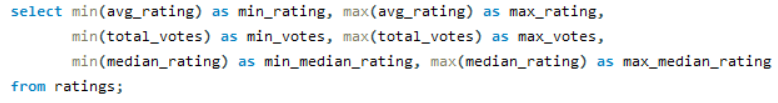 select min(avg_rating) as min_rating, max(avg_rating) as max_rating,
min(total_votes) as min_votes, max(total_votes) as max_votes,
min(median_rating) as min_median_rating, max(median_rating) as max_median_rating
from ratings;